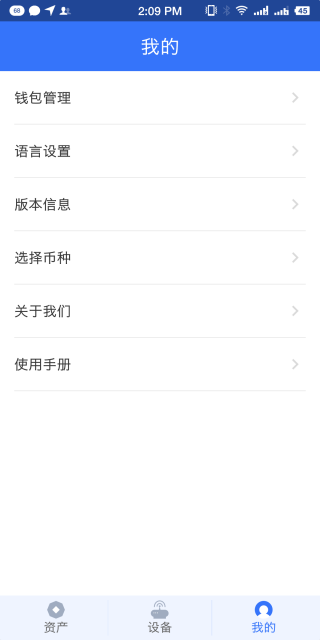 68
2:09 PM
45
我的
钱包管理
语言设置
版本信息
选择币种
关于我们
使用手册
资产
设备
我的